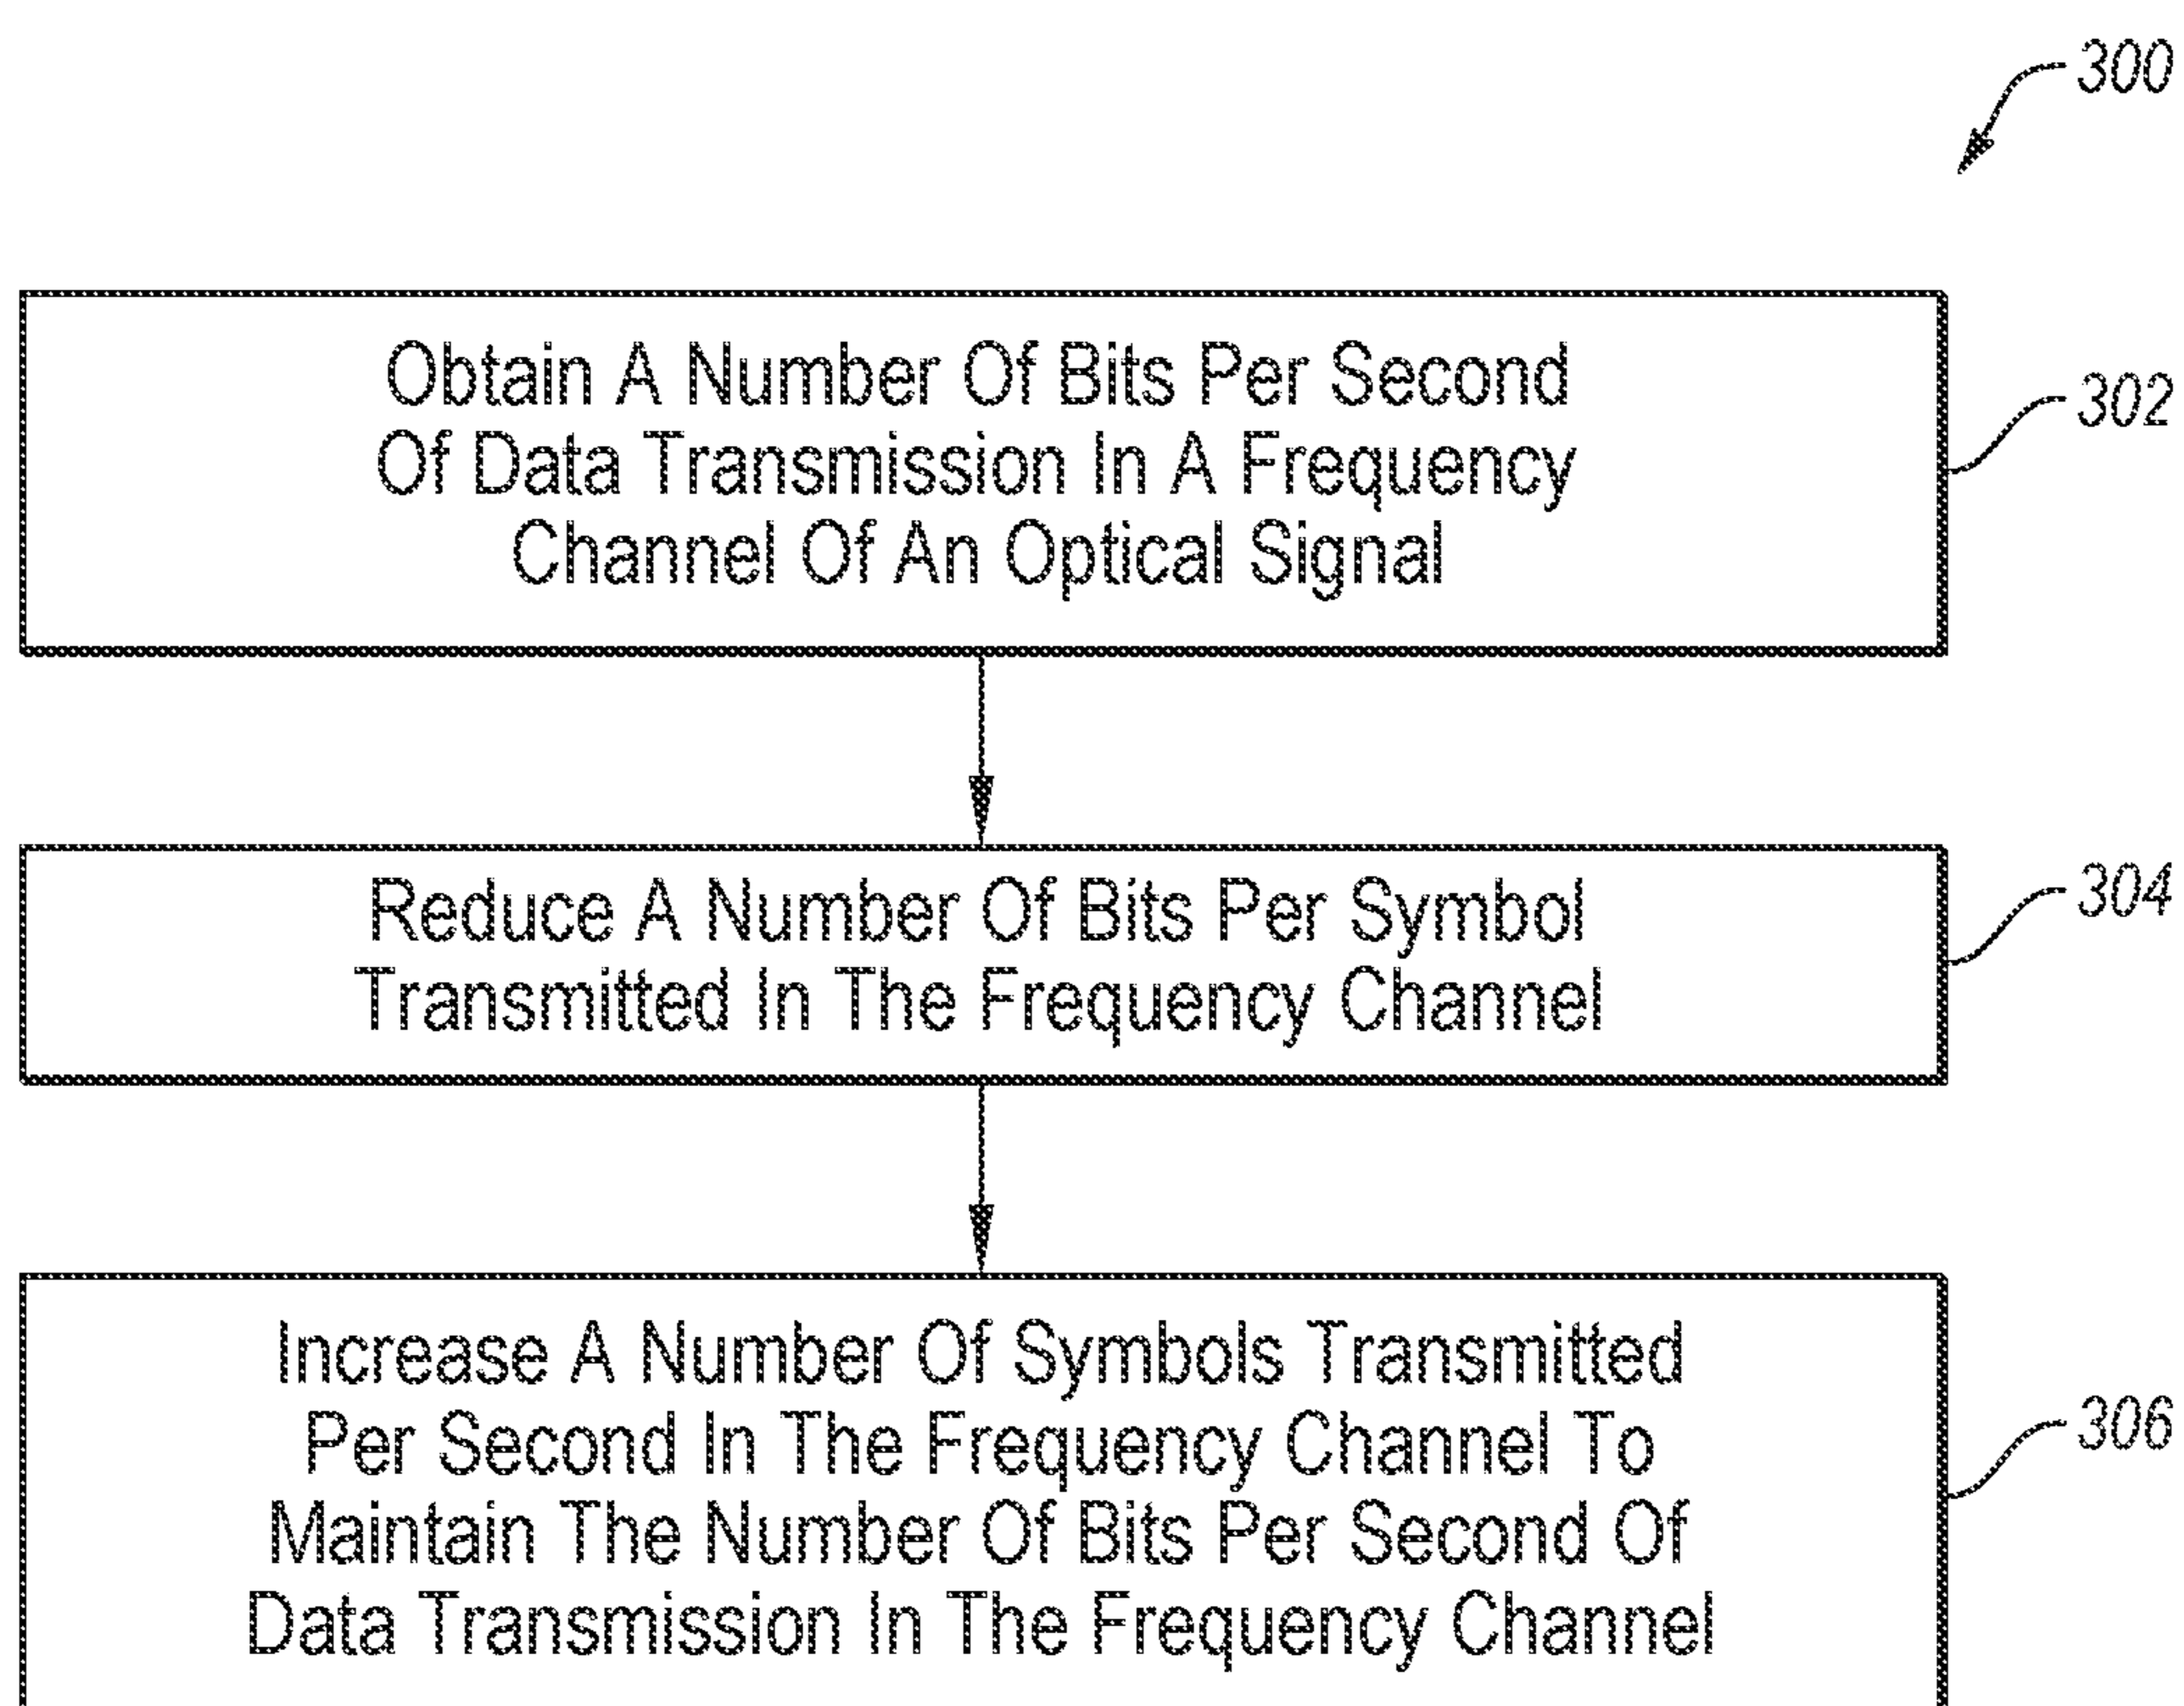 300
Obtain A Number Of Bits Per Second
Of Data Transmission In A Frequency
Channel Of An Optical Signal
302
Reduce A Number Of Bits Per Symbol
Transmitted In The Frequency Channel
304
Increase A Number Of Symbols Transmitted
Per Second In The Frequency Channel To
Maintain The Number Of Bits Per Second Of
Data Transmission In The Frequency Channel
306